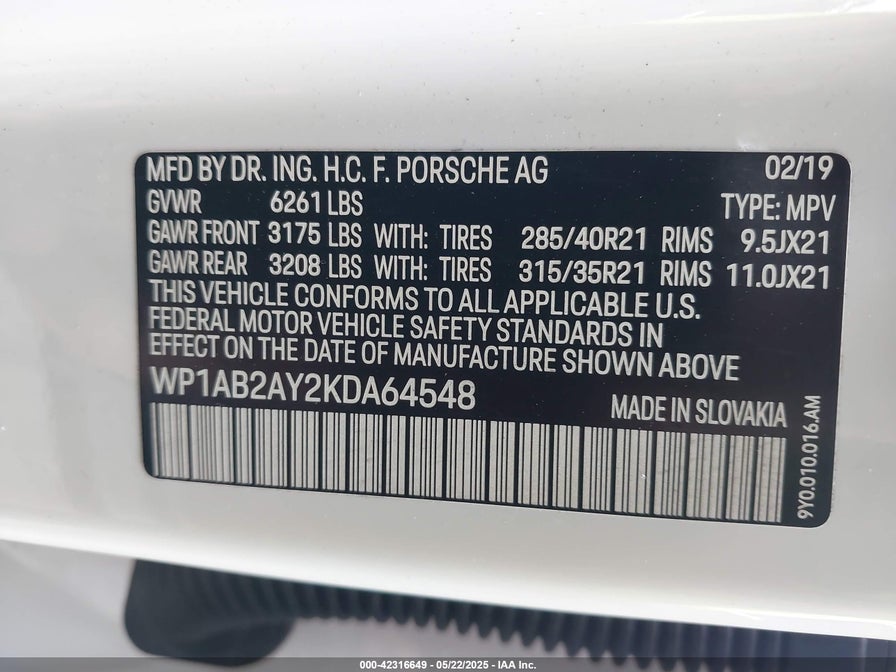 MFD BY DR. ING. H.C. F. PORSCHE AG 02/19
GVWR 6261 LBS TYPE: MPV
GAWR FRONT 3175 LBS WITH: TIRES 285/40R21 RIMS 9.5JX21
GAWR REAR 3208 LBS WITH: TIRES 315/35R21 RIMS 11.0JX21
THIS VEHICLE CONFORMS TO ALL APPLICABLE U.S.
FEDERAL MOTOR VEHICLE SAFETY STANDARDS IN
EFFECT ON THE DATE OF MANUFACTURE SHOWN ABOVE
WP1AB2AY2KDA64548 MADE IN SLOVAKIA
9Y0.010.016.AM
000-42316649 - 05/22/2025 - IAA Inc.